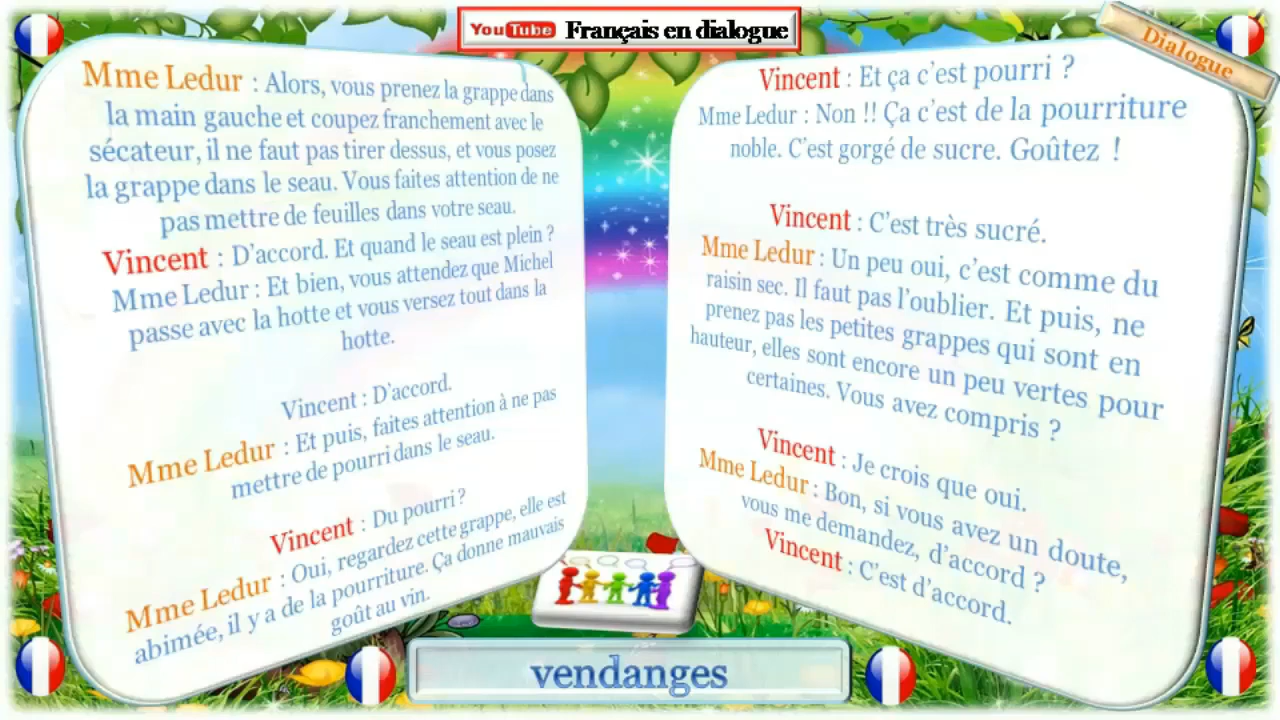 YouTube Français en dialogue
Dialogue
Mme Ledur : Alors, vous prenez la grappe dans
la main gauche et coupez franchement avec le
sécateur, il ne faut pas tirer dessus, et vous posez
la grappe dans le seau. Vous faites attention de ne
pas mettre de feuilles dans votre seau.
Vincent : D’accord. Et quand le seau est plein ?
Mme Ledur : Et bien, vous attendez que Michel
passe avec la hotte et vous versez tout dans la
hotte.
Vincent : D’accord.
Mme Ledur : Et puis, faites attention à ne pas
mettre de pourri dans le seau.
Vincent : Du pourri ?
Mme Ledur : Oui, regardez cette grappe, elle est
abimée, il y a de la pourriture. Ça donne mauvais
goût au vin.
Vincent : Et ça c’est pourri ?
Mme Ledur : Non !! Ça c’est de la pourriture
noble. C’est gorgé de sucre. Goûtez !
Vincent : C’est très sucré.
Mme Ledur : Un peu oui, c’est comme du
raisin sec. Il faut pas l’oublier. Et puis, ne
prenez pas les petites grappes qui sont en
hauteur, elles sont encore un peu vertes pour
certaines. Vous avez compris ?
Vincent : Je crois que oui.
Mme Ledur : Bon, si vous avez un doute,
vous me demandez, d’accord ?
Vincent : C’est d’accord.
vendanges